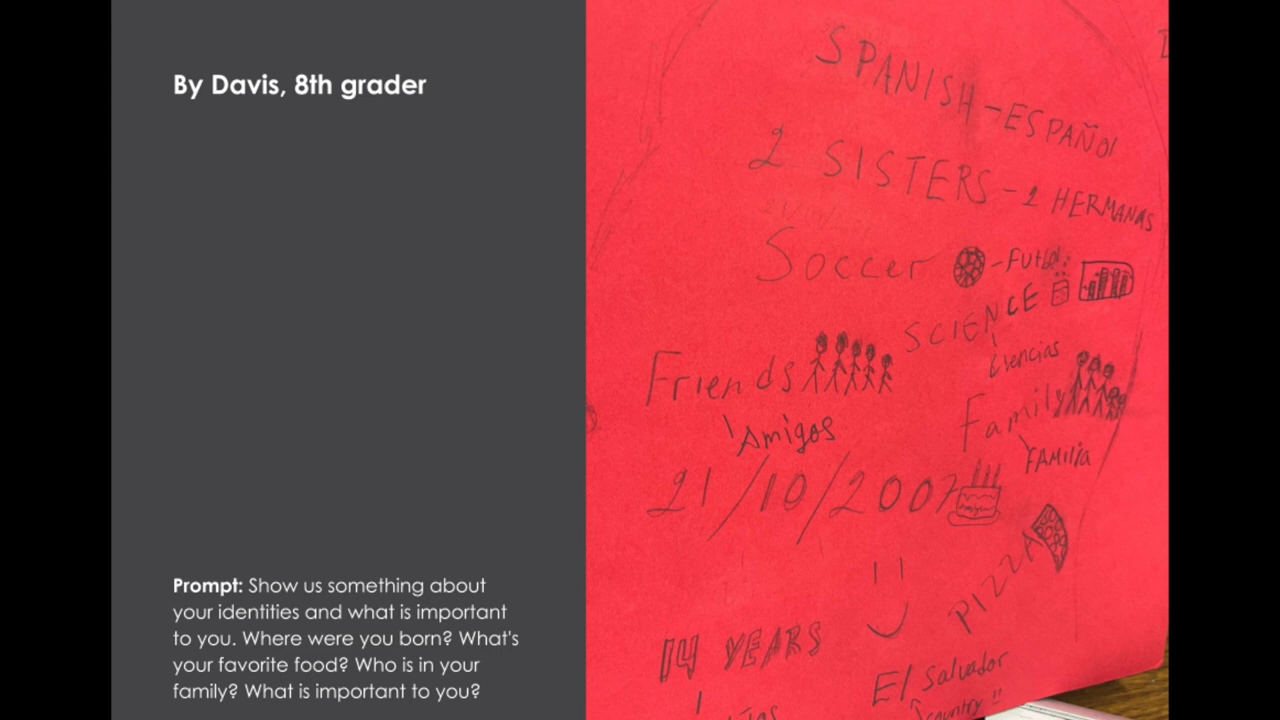 By Davis, 8th grader
Prompt: Show us something about
your identities and what is important
to you. Where were you born? What's
your favorite food? Who is in your
family? What is important to you?
SPANISH - ESPAÑOl
2 SISTERS - 2 HERMANAS
Soccer - FUtbol
SCIENCE
Ciencias
Friends
Amigos
Family
FAMilia
21/10/2007
PIZZA
14 YEARS
El Salvador
country !!